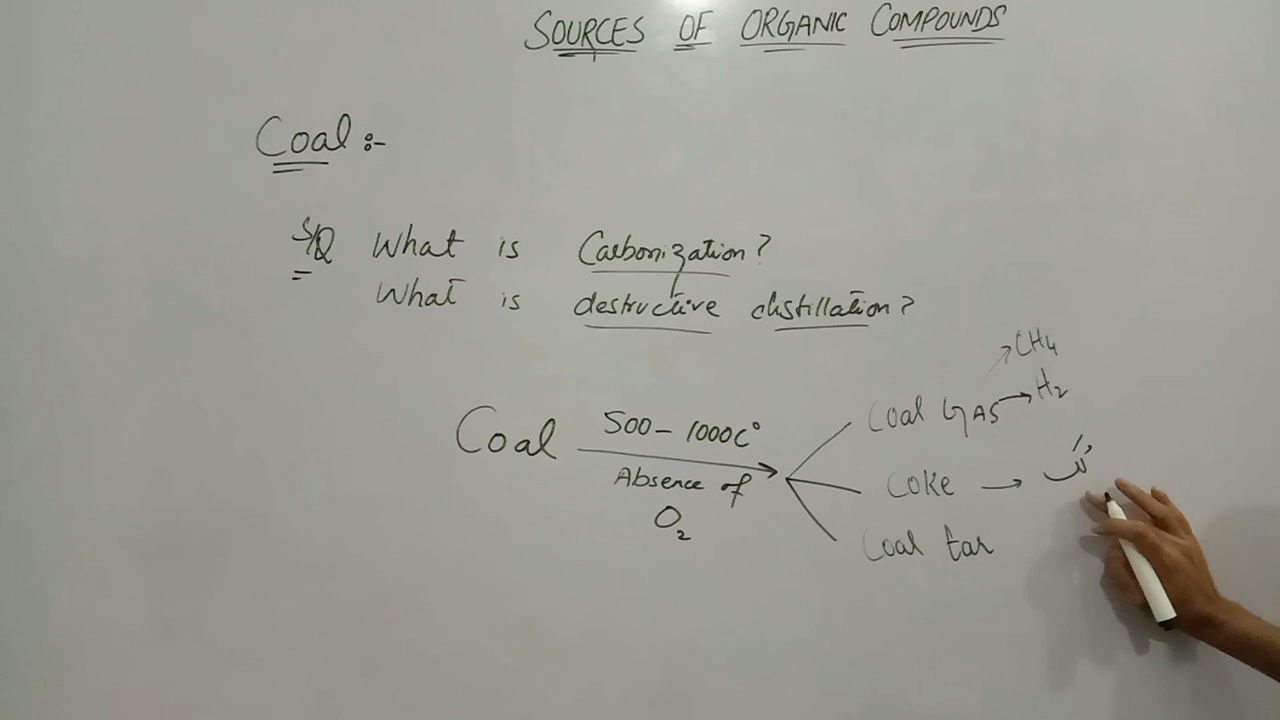 SOURCES OF ORGANIC COMPOUNDS
Coal :-
S/Q What is Carbonization?
What is destructive distillation?
Coal 500 - 1000C° Absence of O₂
Coal GAS → CH₄
→ H₂
Coke →
Coal tar